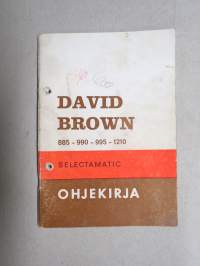 DAVID
BROWN
885 - 990 - 995 - 1210
SELECTAMATIC
OHJEKIRJA